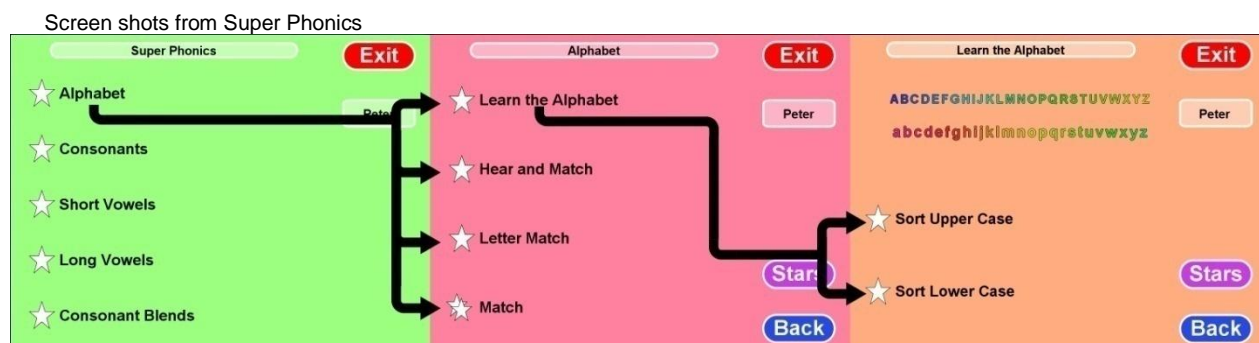 Screen shots from Super Phonics
Super Phonics
Exit
Alphabet
Peter
Consonants
Short Vowels
Long Vowels
Consonant Blends
Alphabet
Exit
Learn the Alphabet
Peter
Hear and Match
Letter Match
Stars
Match
Back
Learn the Alphabet
Exit
ABCDEFGHIJKLMNOPQRSTUVWXYZ
Peter
abcdefghijklmnopqrstuvwxyz
Sort Upper Case
Stars
Sort Lower Case
Back